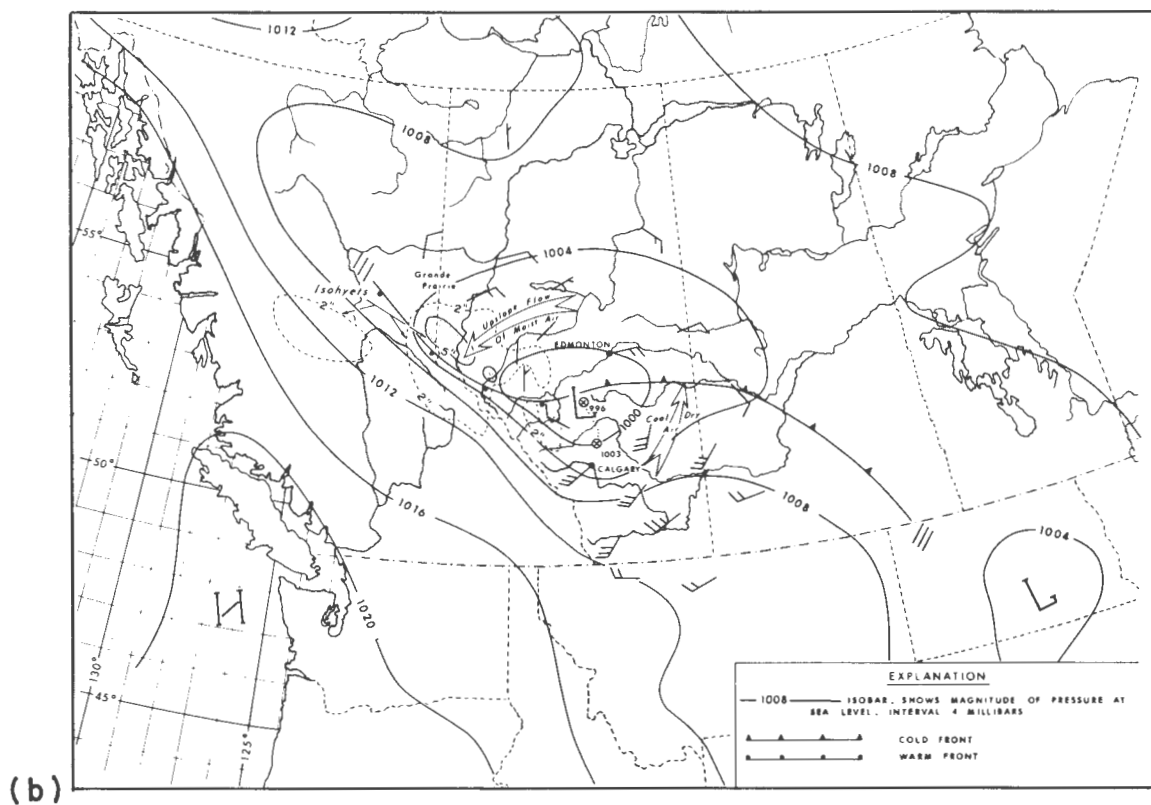 1012
1008
1008
55°
1004
Grande
Prairie
Isohyets
2"
2"
Upslope Flow
Of Moist Air
5"
EDMONTON
1012
2"
L
996
1000
Cool Dry
Air
2"
1003
CALGARY
50°
1016
1008
1004
L
H
1020
130°
45°
125°
EXPLANATION
1008 ISOBAR, SHOWS MAGNITUDE OF PRESSURE AT
SEA LEVEL. INTERVAL 4 MILLIBARS
COLD FRONT
WARM FRONT
(b)